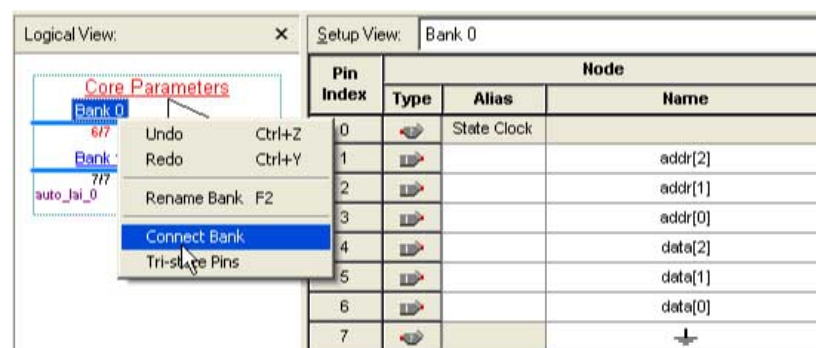 Logical View:
Setup View: Bank 0
Core Parameters
Bank 0
6/7
Bank
7/7
auto_lai_0
Undo Ctrl+Z
Redo Ctrl+Y
Rename Bank F2
Connect Bank
Tri-state Pins
Pin Index
Node
Type Alias Name
0 State Clock
1 addr[2]
2 addr[1]
3 addr[0]
4 data[2]
5 data[1]
6 data[0]
7